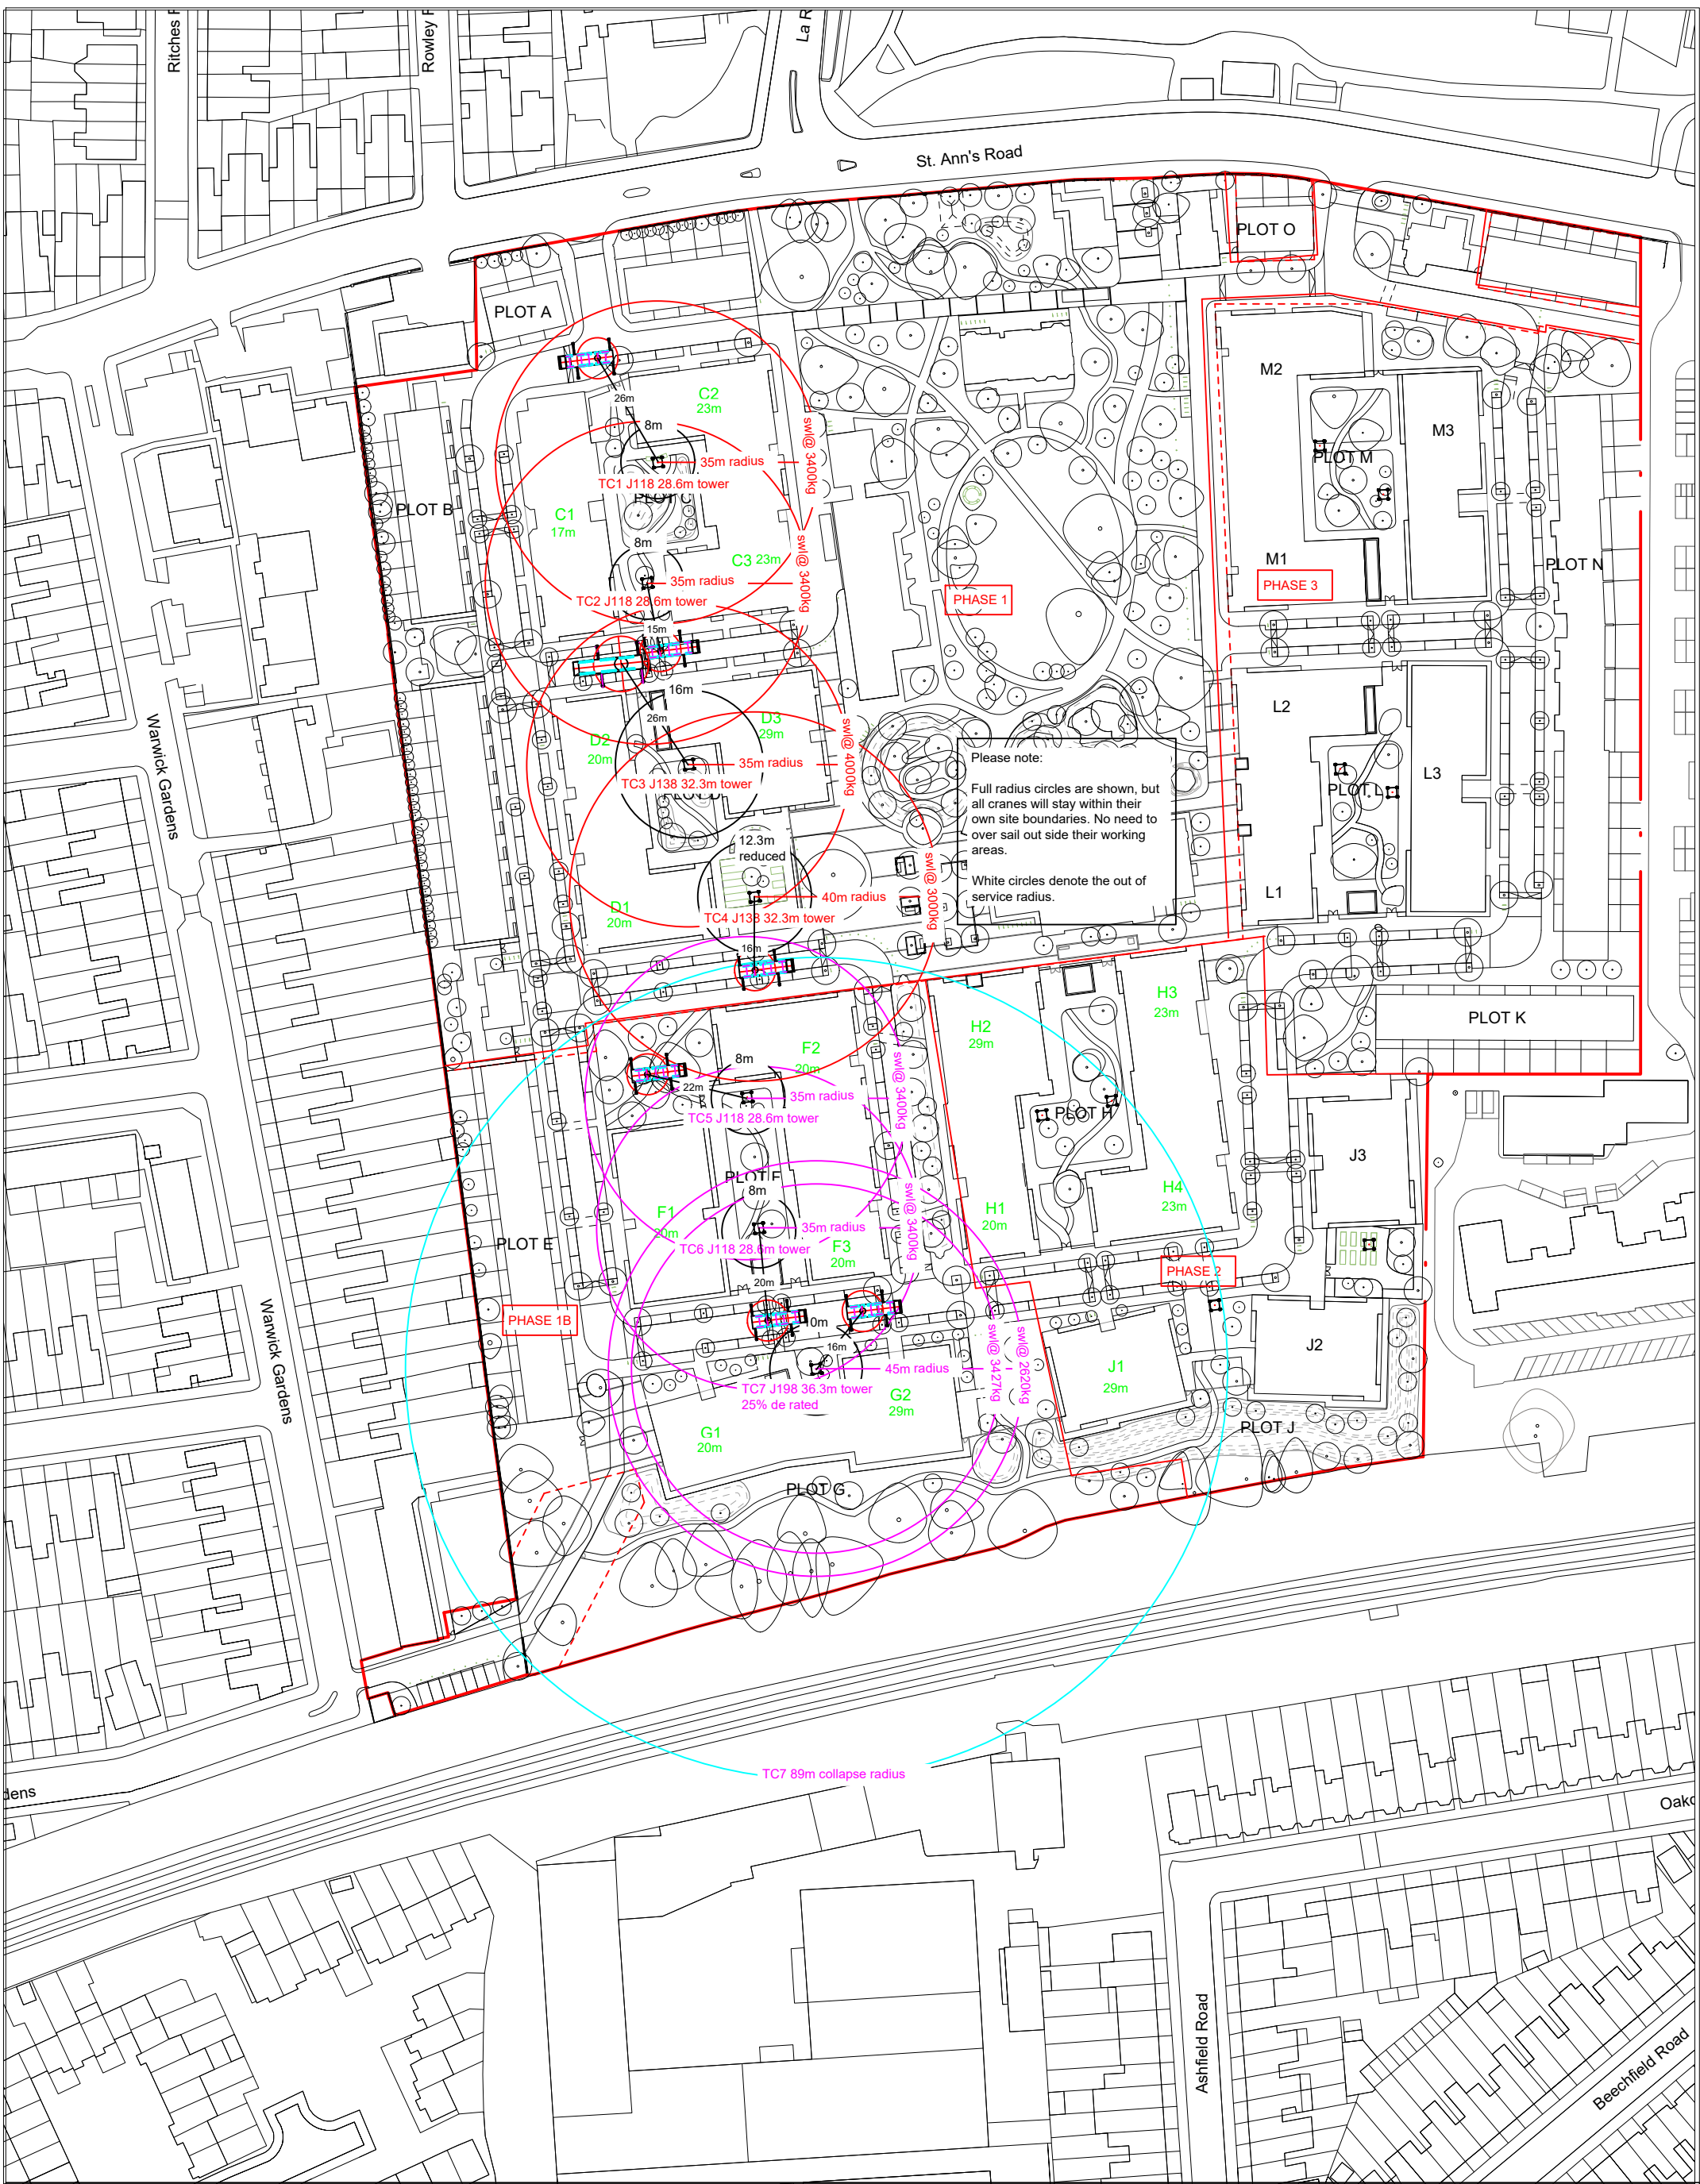 Ritches
Rowley
La R
St. Ann's Road
PLOT O
PLOT A
M2
C2
23m
26m
8m
M3
35m radius
swl@ 3400kg
TC1 J118 28.6m tower
PLOT M
PLOT B
C1
17m
8m
C3 23m
swl@ 3400kg
M1
PLOT N
35m radius
PHASE 3
TC2 J118 28.6m tower
PHASE 1
15m
16m
26m
D3
29m
D2
20m
L2
swl@ 4000kg
Warwick Gardens
Please note:
Full radius circles are shown, but
all cranes will stay within their
own site boundaries. No need to
over sail out side their working
areas.
White circles denote the out of
service radius.
35m radius
TC3 J138 32.3m tower
L3
PLOT L
12.3m
reduced
swl@ 3000kg
40m radius
TC4 J138 32.3m tower
L1
D1
20m
16m
H3
23m
PLOT K
H2
29m
F2
20m
8m
22m
swl@ 3400kg
35m radius
TC5 J118 28.6m tower
PLOT H
J3
PLOT F
8m
H4
23m
H1
20m
F1
20m
swl@ 3400kg
35m radius
TC6 J118 28.6m tower
F3
20m
PLOT E
PHASE 2
20m
PHASE 1B
10m
16m
swl@ 3427kg
swl@ 2620kg
Warwick Gardens
J2
J1
29m
45m radius
TC7 J198 36.3m tower
25% de rated
G2
29m
G1
20m
PLOT J
PLOT G
TC7 89m collapse radius
dens
Oak
Ashfield Road
Beechfield Road